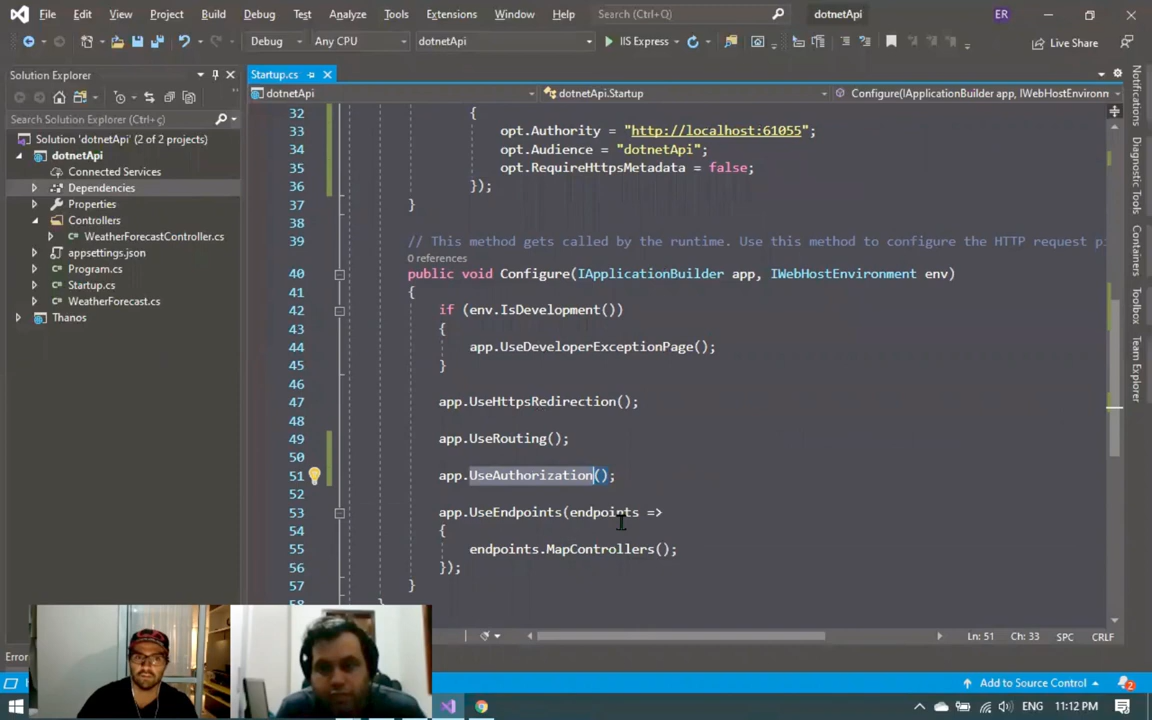 File Edit View Project Build Debug Test Analyze Tools Extensions Window Help Search (Ctrl+Q) dotnetApi ER
Debug Any CPU dotnetApi IIS Express Live Share
Solution Explorer
Startup.cs
dotnetApi dotnetApi.Startup Configure(IApplicationBuilder app, IWebHostEnvironm
Search Solution Explorer (Ctrl+ç)
Solution 'dotnetApi' (2 of 2 projects)
dotnetApi
Connected Services
Dependencies
Properties
Controllers
WeatherForecastController.cs
appsettings.json
Program.cs
Startup.cs
WeatherForecast.cs
Thanos
32 {
33 opt.Authority = "http://localhost:61055";
34 opt.Audience = "dotnetApi";
35 opt.RequireHttpsMetadata = false;
36 });
37 }
38
39 // This method gets called by the runtime. Use this method to configure the HTTP request pi
0 references
40 public void Configure(IApplicationBuilder app, IWebHostEnvironment env)
41 {
42 if (env.IsDevelopment())
43 {
44 app.UseDeveloperExceptionPage();
45 }
46
47 app.UseHttpsRedirection();
48
49 app.UseRouting();
50
51 app.UseAuthorization();
52
53 app.UseEndpoints(endpoints =>
54 {
55 endpoints.MapControllers();
56 });
57 }
58 }
Notifications
Diagnostic Tools
Containers
Toolbox
Team Explorer
Ln: 51 Ch: 33 SPC CRLF
Erro
Add to Source Control 2
ENG 11:12 PM